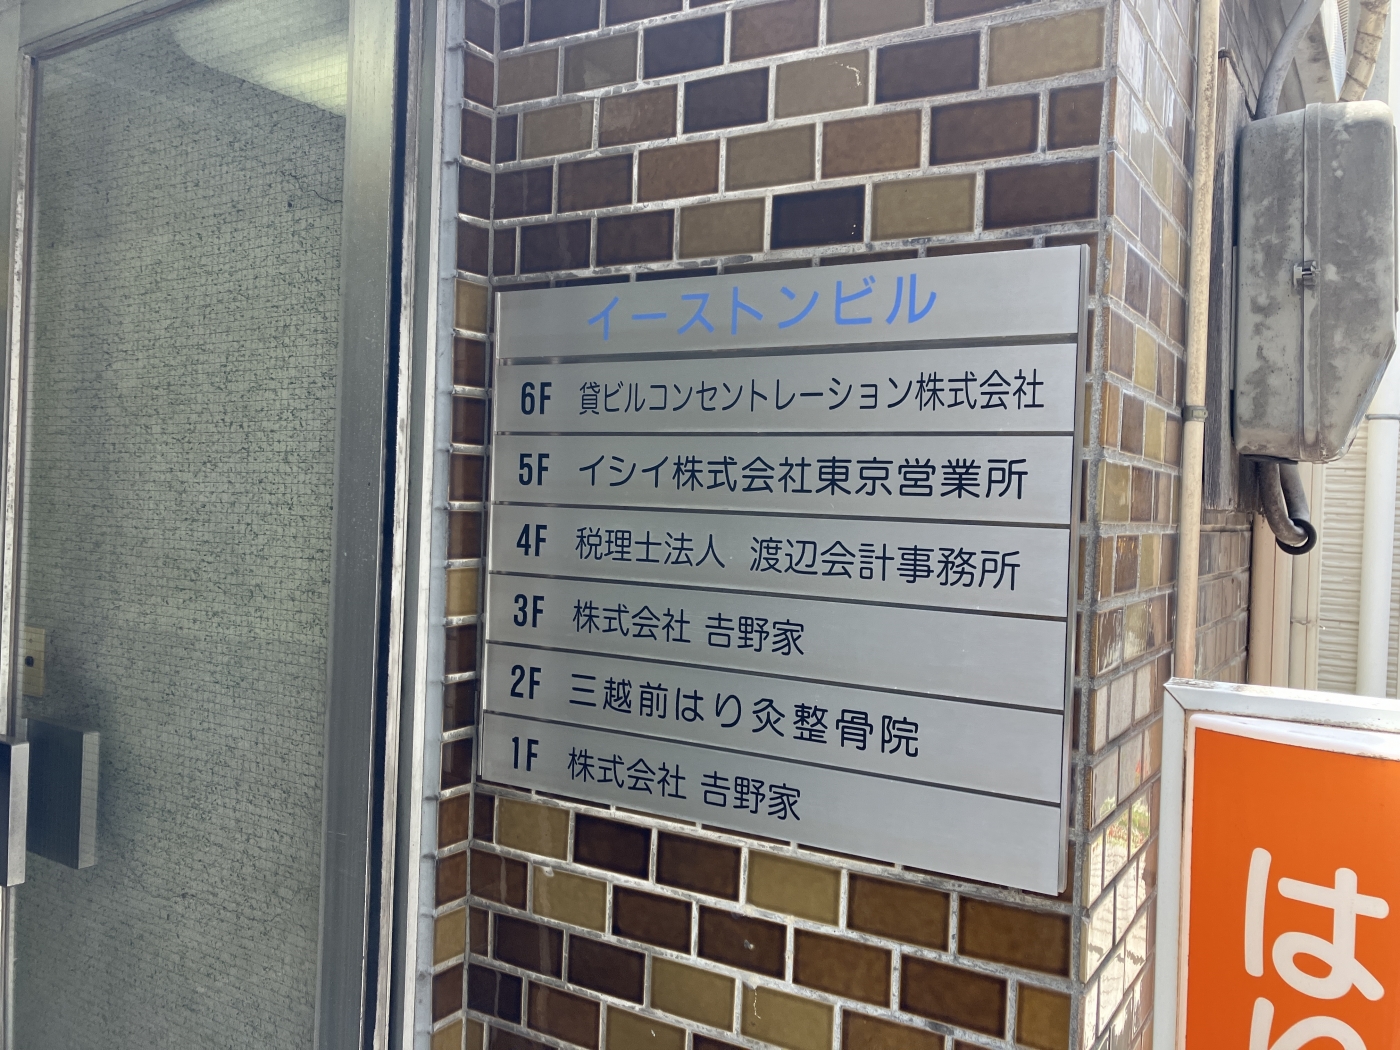 イーストンビル
6F 貸ビルコンセントレーション株式会社
5F イシイ株式会社東京営業所
4F 税理士法人 渡辺会計事務所
3F 株式会社 𠮷野家
2F 三越前はり灸整骨院
1F 株式会社 𠮷野家
は